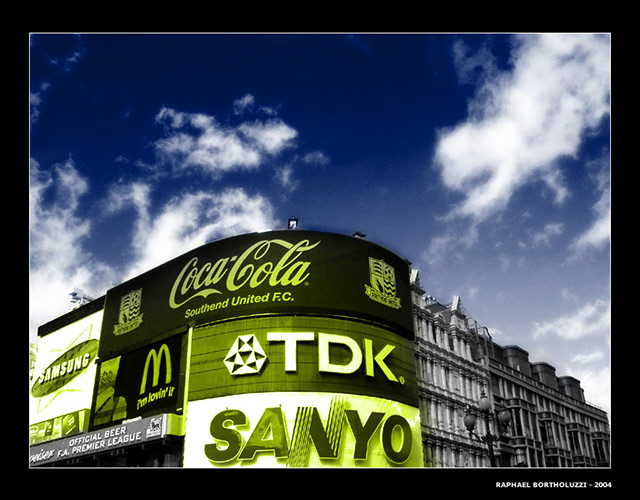 Coca-Cola
Southend United F.C.
SAMSUNG
i'm lovin' it
TDK
SANYO
OFFICIAL BEER
F.A. PREMIER LEAGUE
RAPHAEL BORTHOLUZZI - 2004